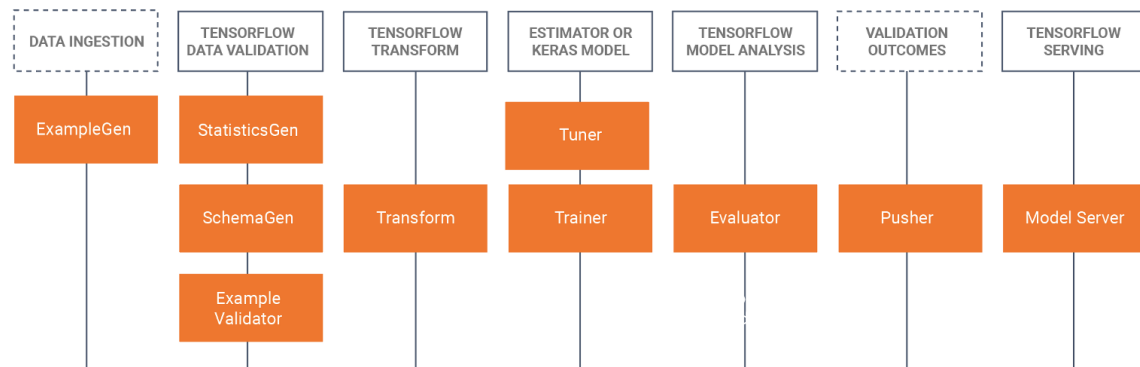 DATA INGESTION
TENSORFLOW
DATA VALIDATION
TENSORFLOW
TRANSFORM
ESTIMATOR OR
KERAS MODEL
TENSORFLOW
MODEL ANALYSIS
VALIDATION
OUTCOMES
TENSORFLOW
SERVING
ExampleGen
StatisticsGen
Tuner
SchemaGen
Transform
Trainer
Evaluator
Pusher
Model Server
Example
Validator